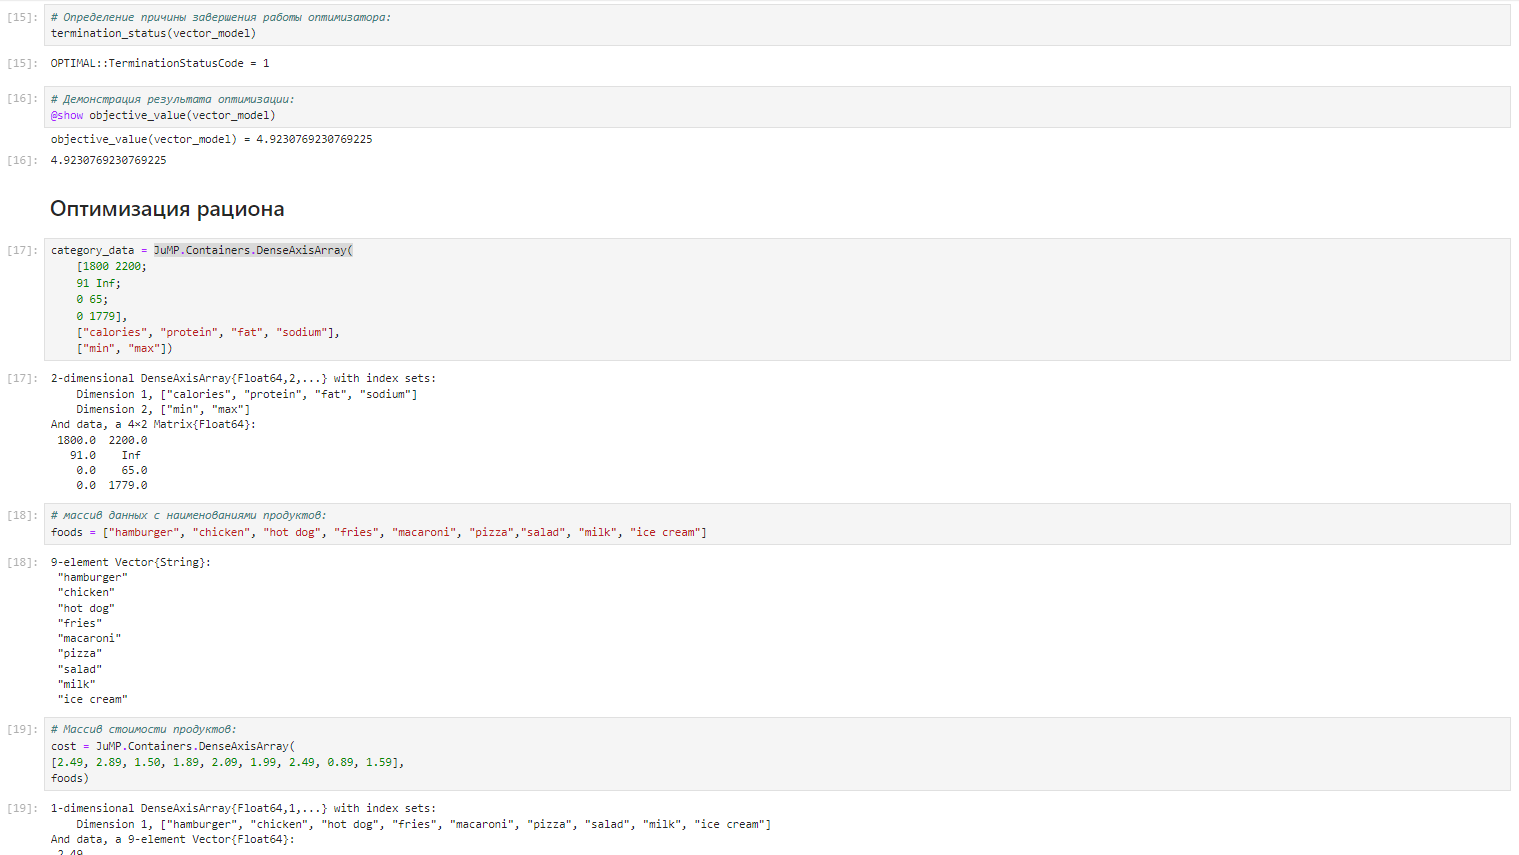 [15]: # Определение причины завершения работы оптимизатора:
termination_status(vector_model)
[15]: OPTIMAL::TerminationStatusCode = 1
[16]: # Демонстрация результата оптимизации:
@show objective_value(vector_model)
objective_value(vector_model) = 4.9230769230769225
[16]: 4.9230769230769225
Оптимизация рациона
[17]: category_data = JuMP.Containers.DenseAxisArray(
[1800 2200;
91 Inf;
0 65;
0 1779],
["calories", "protein", "fat", "sodium"],
["min", "max"])
[17]: 2-dimensional DenseAxisArray{Float64,2,...} with index sets:
Dimension 1, ["calories", "protein", "fat", "sodium"]
Dimension 2, ["min", "max"]
And data, a 4×2 Matrix{Float64}:
1800.0 2200.0
91.0 Inf
0.0 65.0
0.0 1779.0
[18]: # массив данных с наименованиями продуктов:
foods = ["hamburger", "chicken", "hot dog", "fries", "macaroni", "pizza","salad", "milk", "ice cream"]
[18]: 9-element Vector{String}:
"hamburger"
"chicken"
"hot dog"
"fries"
"macaroni"
"pizza"
"salad"
"milk"
"ice cream"
[19]: # Массив стоимости продуктов:
cost = JuMP.Containers.DenseAxisArray(
[2.49, 2.89, 1.50, 1.89, 2.09, 1.99, 2.49, 0.89, 1.59],
foods)
[19]: 1-dimensional DenseAxisArray{Float64,1,...} with index sets:
Dimension 1, ["hamburger", "chicken", "hot dog", "fries", "macaroni", "pizza", "salad", "milk", "ice cream"]
And data, a 9-element Vector{Float64}:
2.49